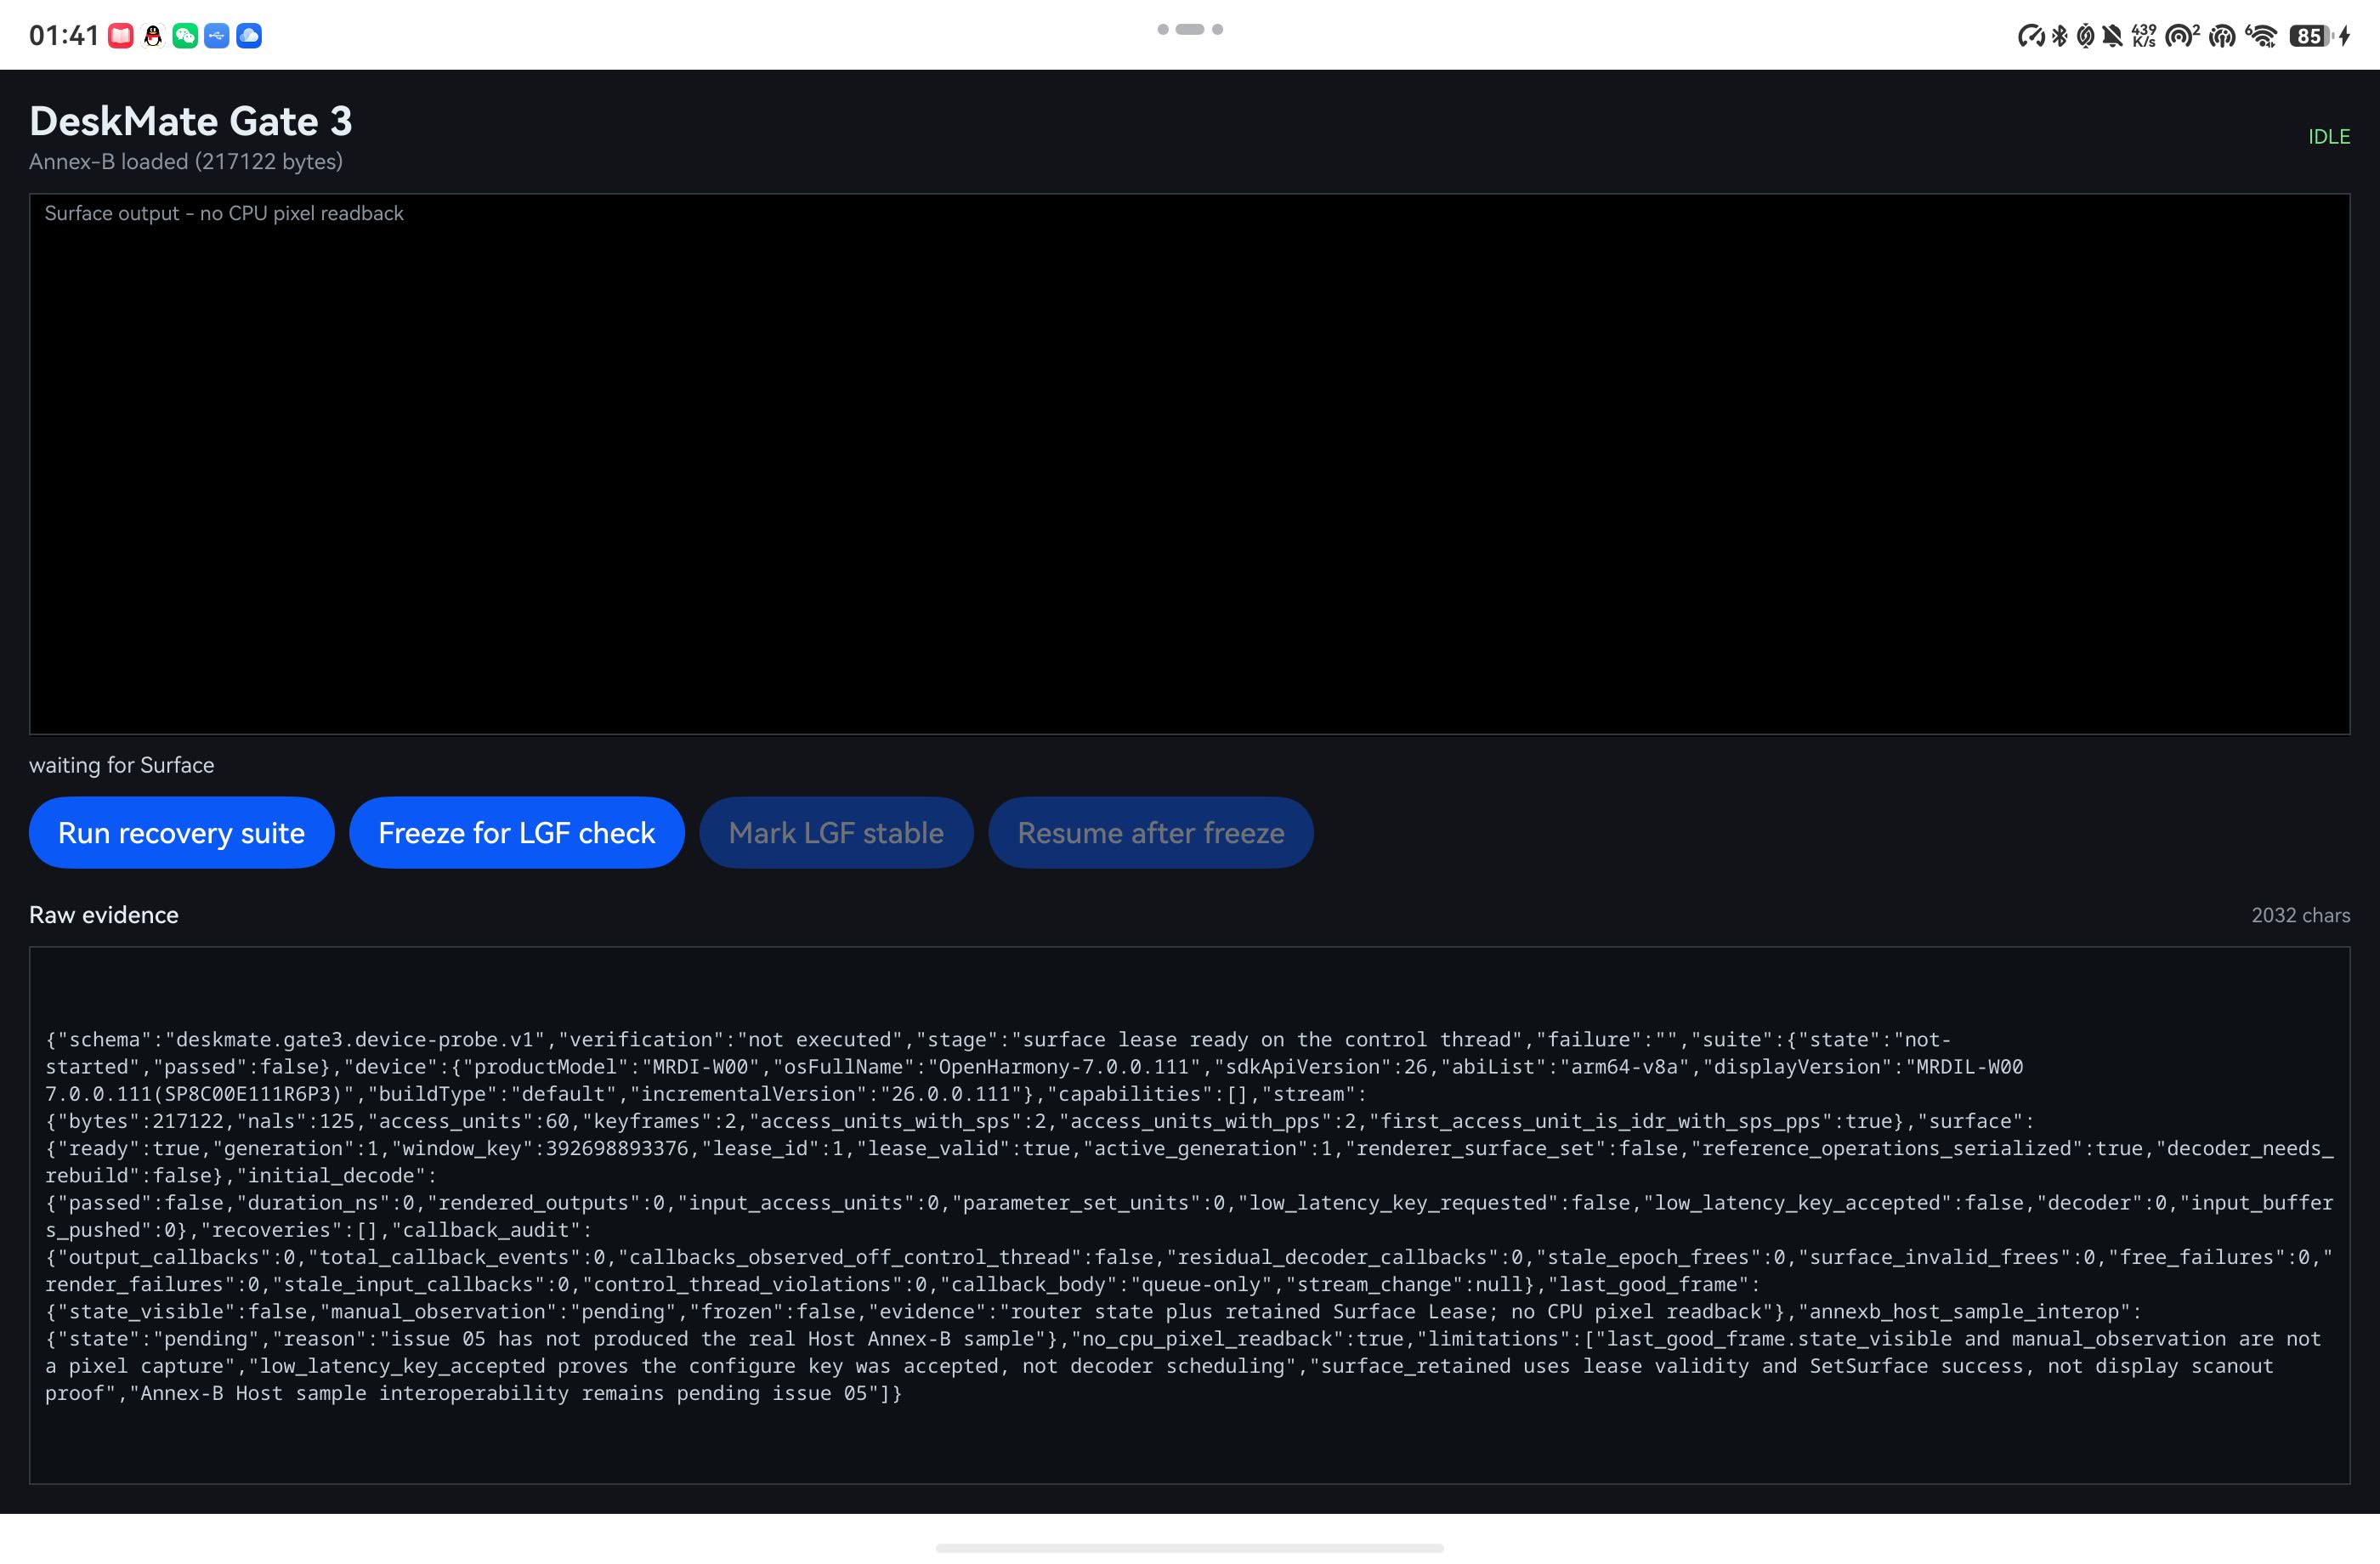 01:41
439 K/s
2
6
85
DeskMate Gate 3
IDLE
Annex-B loaded (217122 bytes)
Surface output - no CPU pixel readback
waiting for Surface
Run recovery suite
Freeze for LGF check
Mark LGF stable
Resume after freeze
Raw evidence
2032 chars
{"schema":"deskmate.gate3.device-probe.v1","verification":"not executed","stage":"surface lease ready on the control thread","failure":"","suite":{"state":"not-
started","passed":false},"device":{"productModel":"MRDI-W00","osFullName":"OpenHarmony-7.0.0.111","sdkApiVersion":26,"abiList":"arm64-v8a","displayVersion":"MRDIL-W00
7.0.0.111(SP8C00E111R6P3)","buildType":"default","incrementalVersion":"26.0.0.111"},"capabilities":[],"stream":
{"bytes":217122,"nals":125,"access_units":60,"keyframes":2,"access_units_with_sps":2,"access_units_with_pps":2,"first_access_unit_is_idr_with_sps_pps":true},"surface":
{"ready":true,"generation":1,"window_key":392698893376,"lease_id":1,"lease_valid":true,"active_generation":1,"renderer_surface_set":false,"reference_operations_serialized":true,"decoder_needs_
rebuild":false},"initial_decode":
{"passed":false,"duration_ns":0,"rendered_outputs":0,"input_access_units":0,"parameter_set_units":0,"low_latency_key_requested":false,"low_latency_key_accepted":false,"decoder":0,"input_buffer
s_pushed":0},"recoveries":[],"callback_audit":
{"output_callbacks":0,"total_callback_events":0,"callbacks_observed_off_control_thread":false,"residual_decoder_callbacks":0,"stale_epoch_frees":0,"surface_invalid_frees":0,"free_failures":0,"
render_failures":0,"stale_input_callbacks":0,"control_thread_violations":0,"callback_body":"queue-only","stream_change":null},"last_good_frame":
{"state_visible":false,"manual_observation":"pending","frozen":false,"evidence":"router state plus retained Surface Lease; no CPU pixel readback"},"annexb_host_sample_interop":
{"state":"pending","reason":"issue 05 has not produced the real Host Annex-B sample"},"no_cpu_pixel_readback":true,"limitations":["last_good_frame.state_visible and manual_observation are not
a pixel capture","low_latency_key_accepted proves the configure key was accepted, not decoder scheduling","surface_retained uses lease validity and SetSurface success, not display scanout
proof","Annex-B Host sample interoperability remains pending issue 05"]}